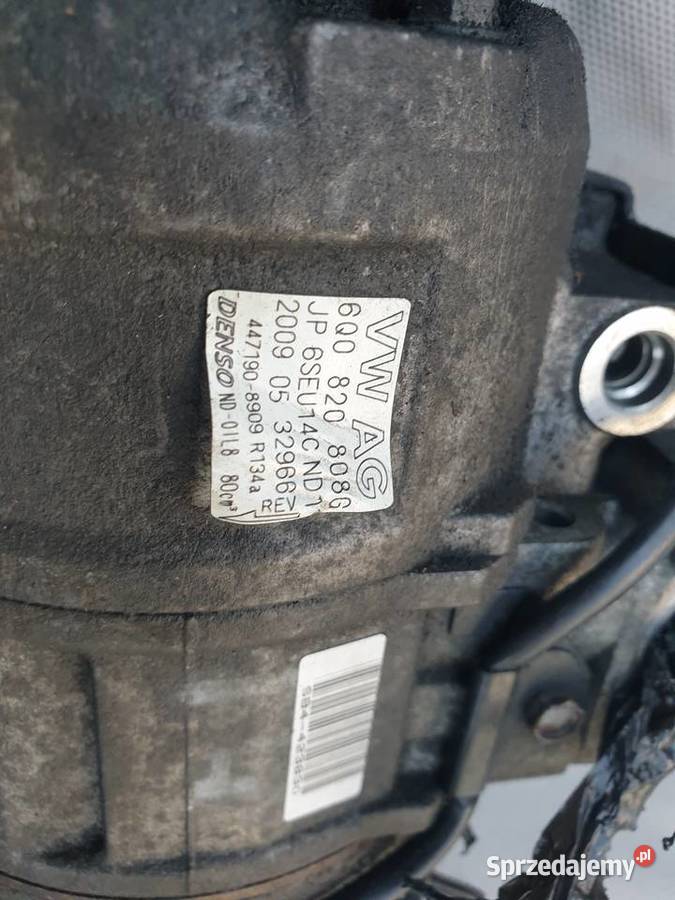 VW AG
6Q0 820 808G
JP 6SEU14C ND1
2009 05 32966
447190-8909 R134a REV
DENSO ND-OIL8 80cm³
Sprzedajemy.pl